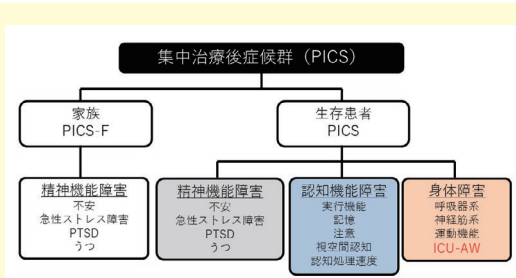 集中治療後症候群（PICS）
家族
PICS-F
生存患者
PICS
精神機能障害
不安
急性ストレス障害
PTSD
うつ
精神機能障害
不安
急性ストレス障害
PTSD
うつ
認知機能障害
実行機能
記憶
注意
視空間認知
認知処理速度
身体障害
呼吸器系
神経筋系
運動機能
ICU-AW